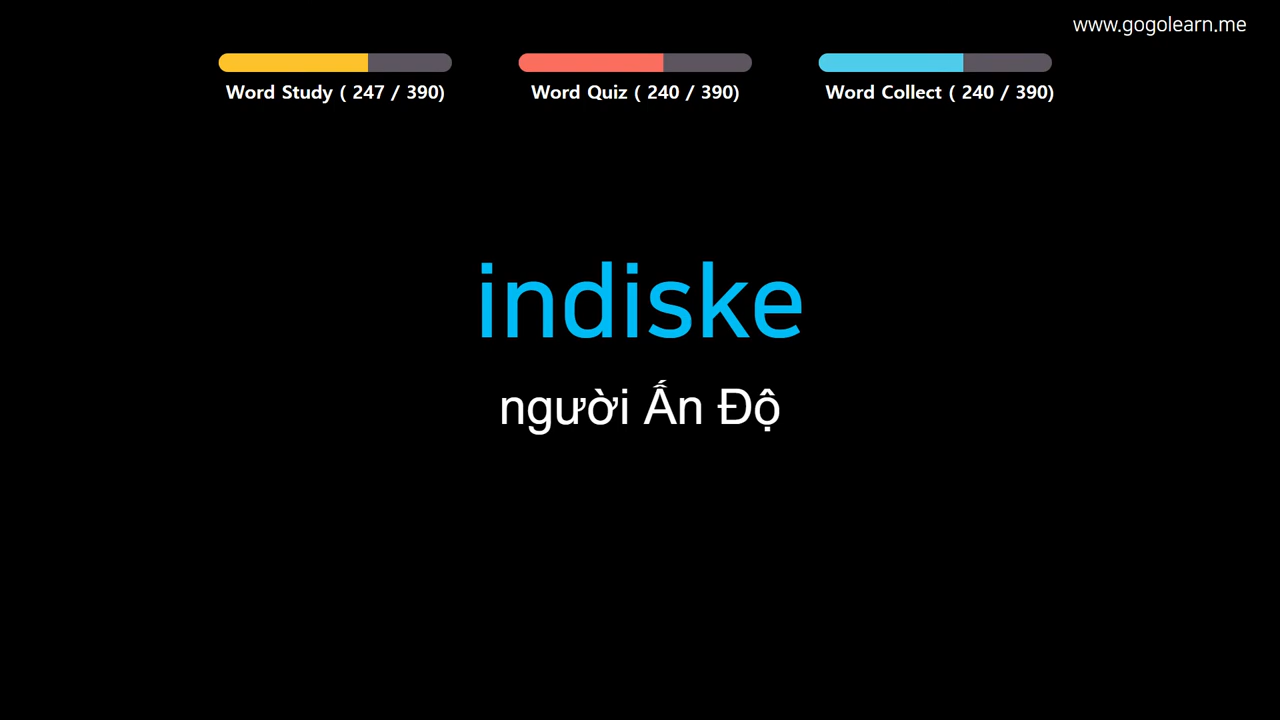 www.gogolearn.me
Word Study ( 247 / 390)
Word Quiz ( 240 / 390)
Word Collect ( 240 / 390)
indiske
người Ấn Độ